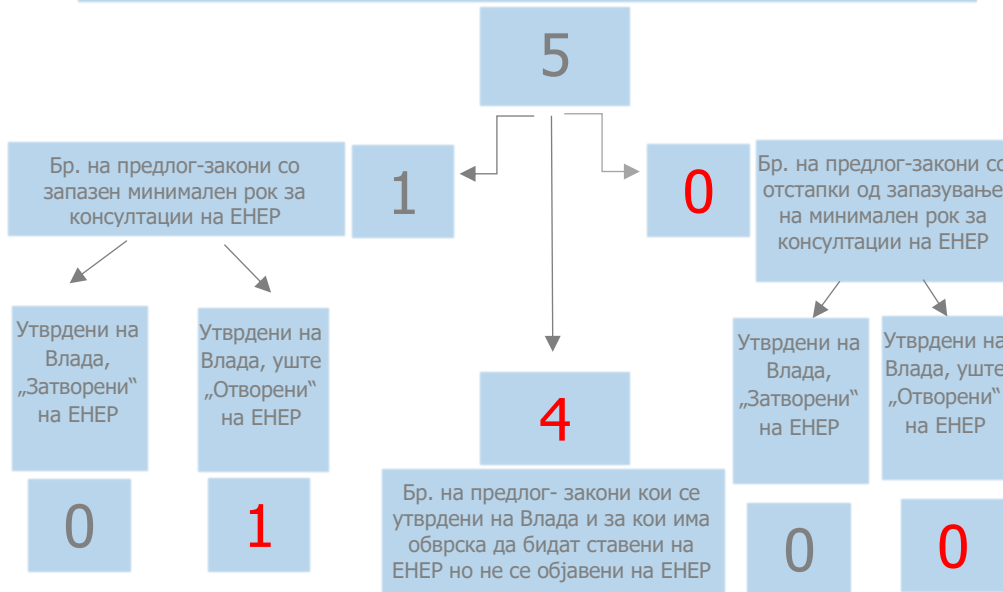 5
Бр. на предлог-закони со
запазен минимален рок за
консултации на ЕНЕР
1
0
Бр. на предлог-закони со
отстапки од запазување
на минимален рок за
консултации на ЕНЕР
Утврдени на
Влада,
„Затворени“
на ЕНЕР
Утврдени на
Влада, уште
„Отворени“
на ЕНЕР
4
Утврдени на
Влада,
„Затворени“
на ЕНЕР
Утврдени на
Влада, уште
„Отворени“
на ЕНЕР
0
1
Бр. на предлог- закони кои се
утврдени на Влада и за кои има
обврска да бидат ставени на
ЕНЕР но не се објавени на ЕНЕР
0
0